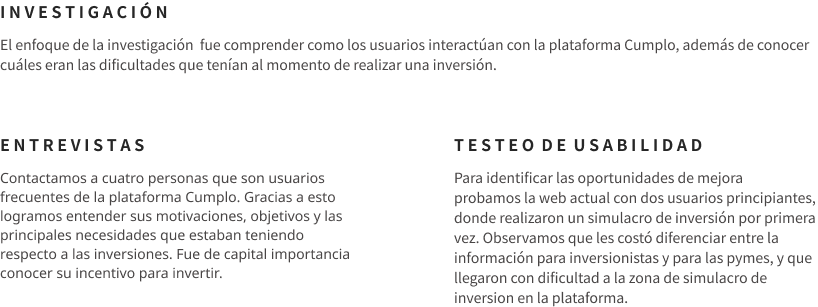 INVESTIGACIÓN
El enfoque de la investigación  fue comprender como los usuarios interactúan con la plataforma Cumplo, además de conocer
cuáles eran las dificultades que tenían al momento de realizar una inversión.
ENTREVISTAS
Contactamos a cuatro personas que son usuarios
frecuentes de la plataforma Cumplo. Gracias a esto
logramos entender sus motivaciones, objetivos y las
principales necesidades que estaban teniendo
respecto a las inversiones. Fue de capital importancia
conocer su incentivo para invertir.
TESTEO DE USABILIDAD
Para identificar las oportunidades de mejora
probamos la web actual con dos usuarios principiantes,
donde realizaron un simulacro de inversión por primera
vez. Observamos que les costó diferenciar entre la
información para inversionistas y para las pymes, y que
llegaron con dificultad a la zona de simulacro de
inversion en la plataforma.